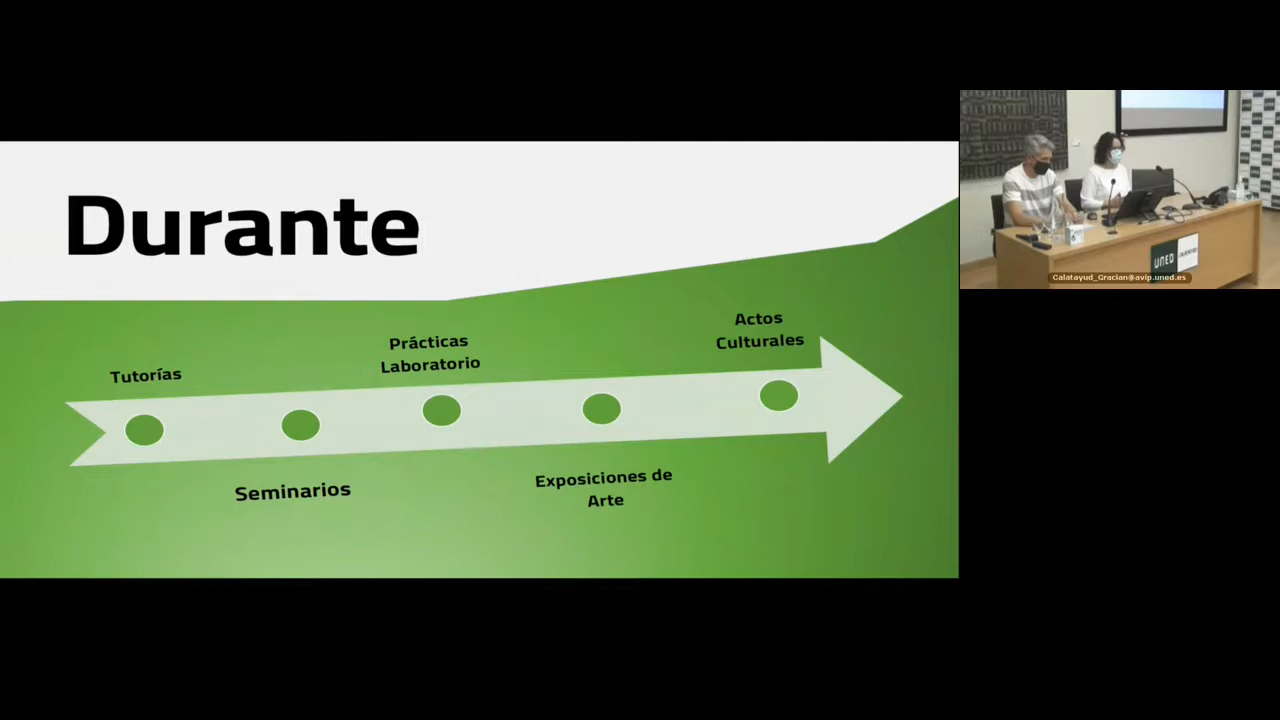 Durante
Tutorías
Seminarios
Prácticas
Laboratorio
Exposiciones de
Arte
Actos
Culturales
UNED
Calatayud_Gracian@avip.uned.es